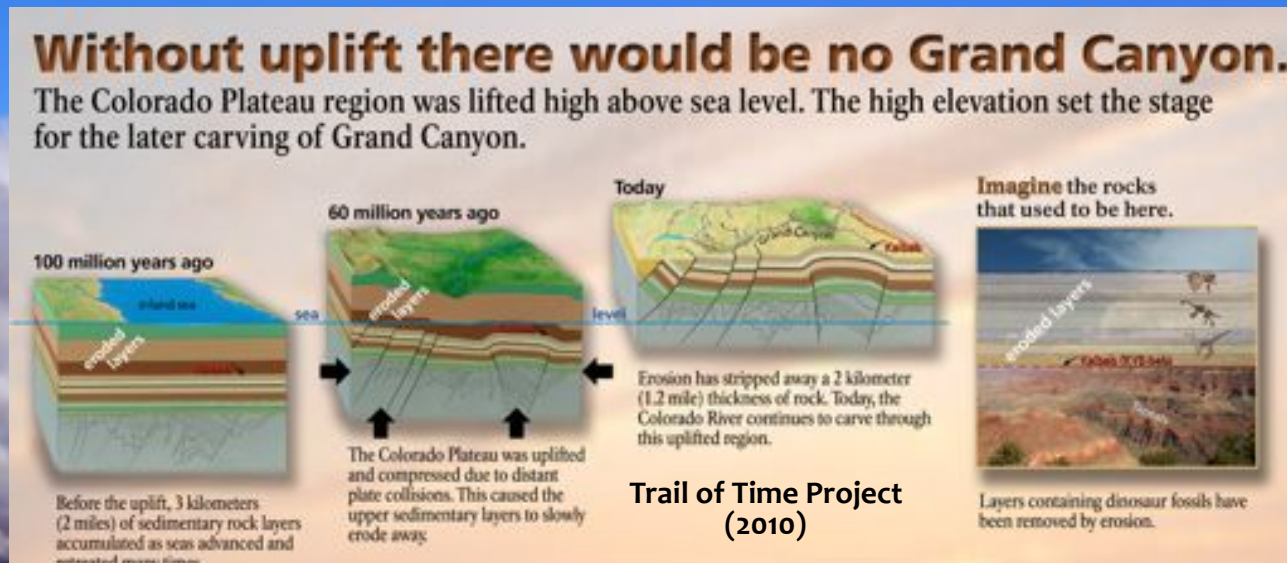 Without uplift there would be no Grand Canyon.
The Colorado Plateau region was lifted high above sea level. The high elevation set the stage
for the later carving of Grand Canyon.
100 million years ago
inland sea
eroded
layers
sea
Before the uplift, 3 kilometers
(2 miles) of sedimentary rock layers
accumulated as seas advanced and
retreated many times
60 million years ago
eroded
layers
level
The Colorado Plateau was uplifted
and compressed due to distant
plate collisions. This caused the
upper sedimentary layers to slowly
erode away.
Today
Grand Canyon
Kaibab
Erosion has stripped away a 2 kilometer
(1.2 mile) thickness of rock. Today, the
Colorado River continues to carve through
this uplifted region.
Trail of Time Project
(2010)
Imagine the rocks
that used to be here.
eroded layers
Kaibab
Layers containing dinosaur fossils have
been removed by erosion.